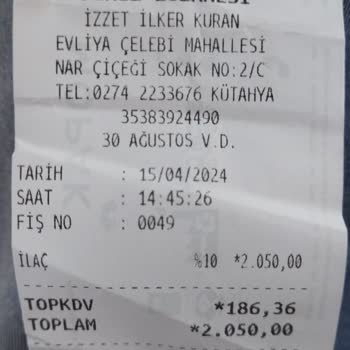 İZZET İLKER KURAN
EVLİYA ÇELEBİ MAHALLESİ
NAR ÇİÇEĞİ SOKAK NO:2/C
TEL:0274 2233676 KÜTAHYA
35383924490
30 AĞUSTOS V.D.
TARİH : 15/04/2024
SAAT : 14:45:26
FİŞ NO : 0049
İLAÇ %10 *2.050,00
TOPKDV *186,36
TOPLAM *2.050,00